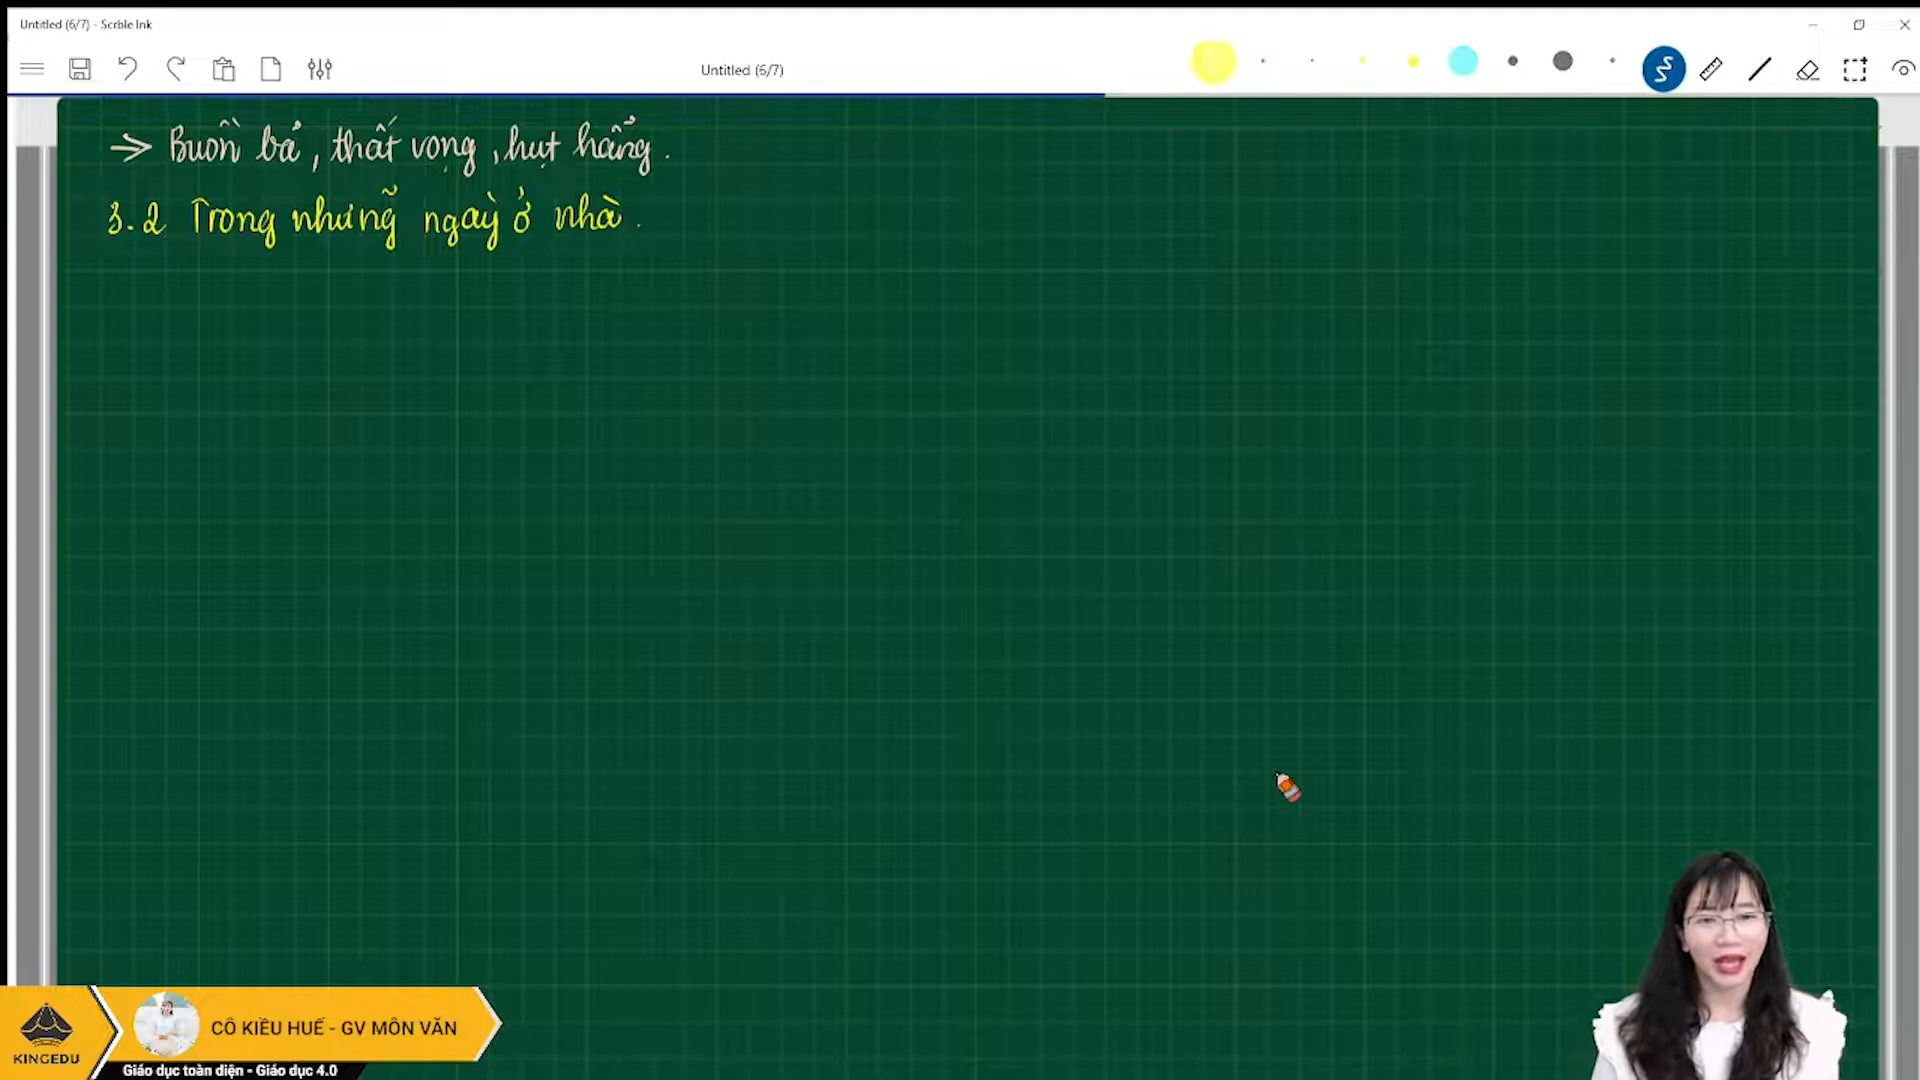 Untitled (6/7) - Scrble Ink
Untitled (6/7)
→ Buồn bã, thất vọng, hụt hẫng.
3.2 Trong những ngày ở nhà.
CÔ KIỀU HUẾ - GV MÔN VĂN
KINGEDU
Giáo dục toàn diện - Giáo dục 4.0